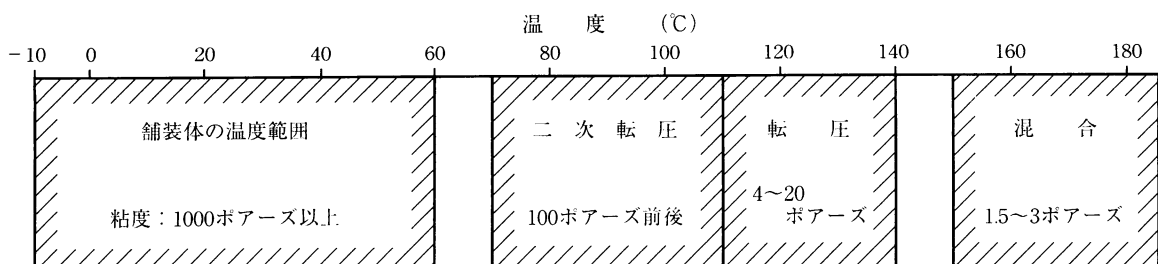 温度 (℃)
-10 0 20 40 60 80 100 120 140 160 180
舗装体の温度範囲 二次転圧 転圧 混合
4~20
粘度：1000ポアーズ以上 100ポアーズ前後 ポアーズ 1.5~3ポアーズ